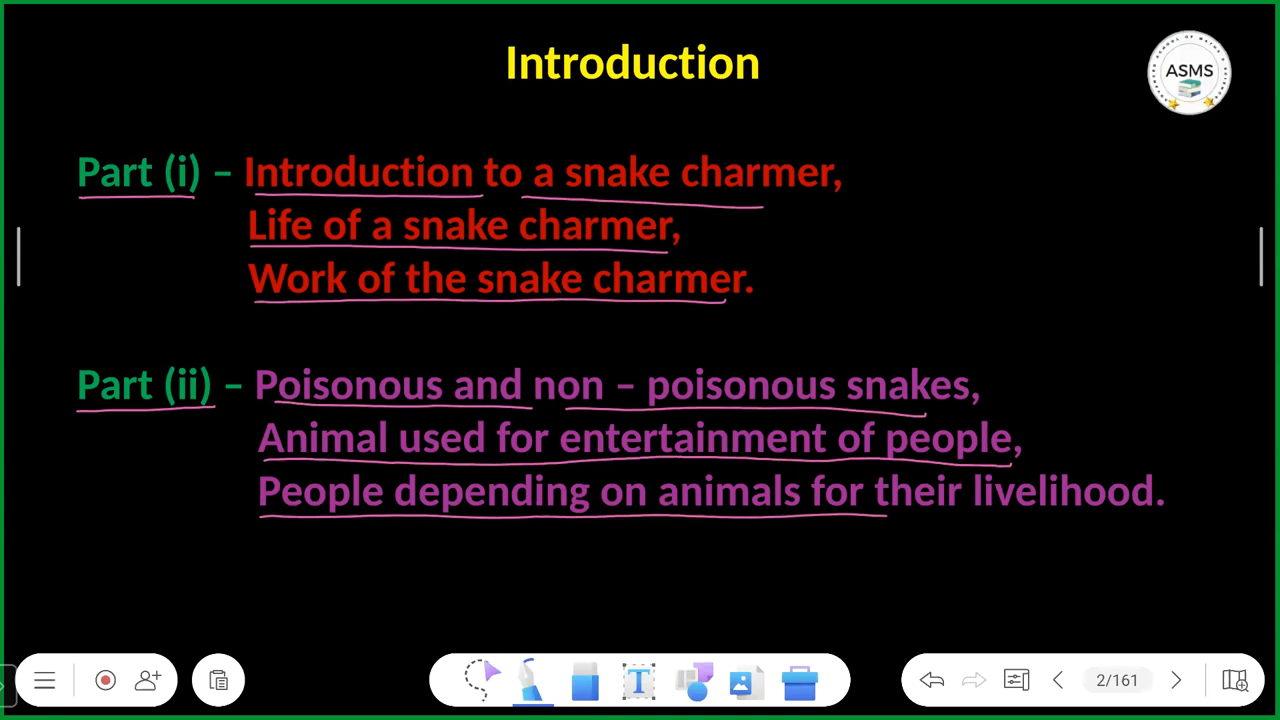 Introduction
ASMS
Part (i) – Introduction to a snake charmer,
Life of a snake charmer,
Work of the snake charmer.
Part (ii) – Poisonous and non – poisonous snakes,
Animal used for entertainment of people,
People depending on animals for their livelihood.
2/161